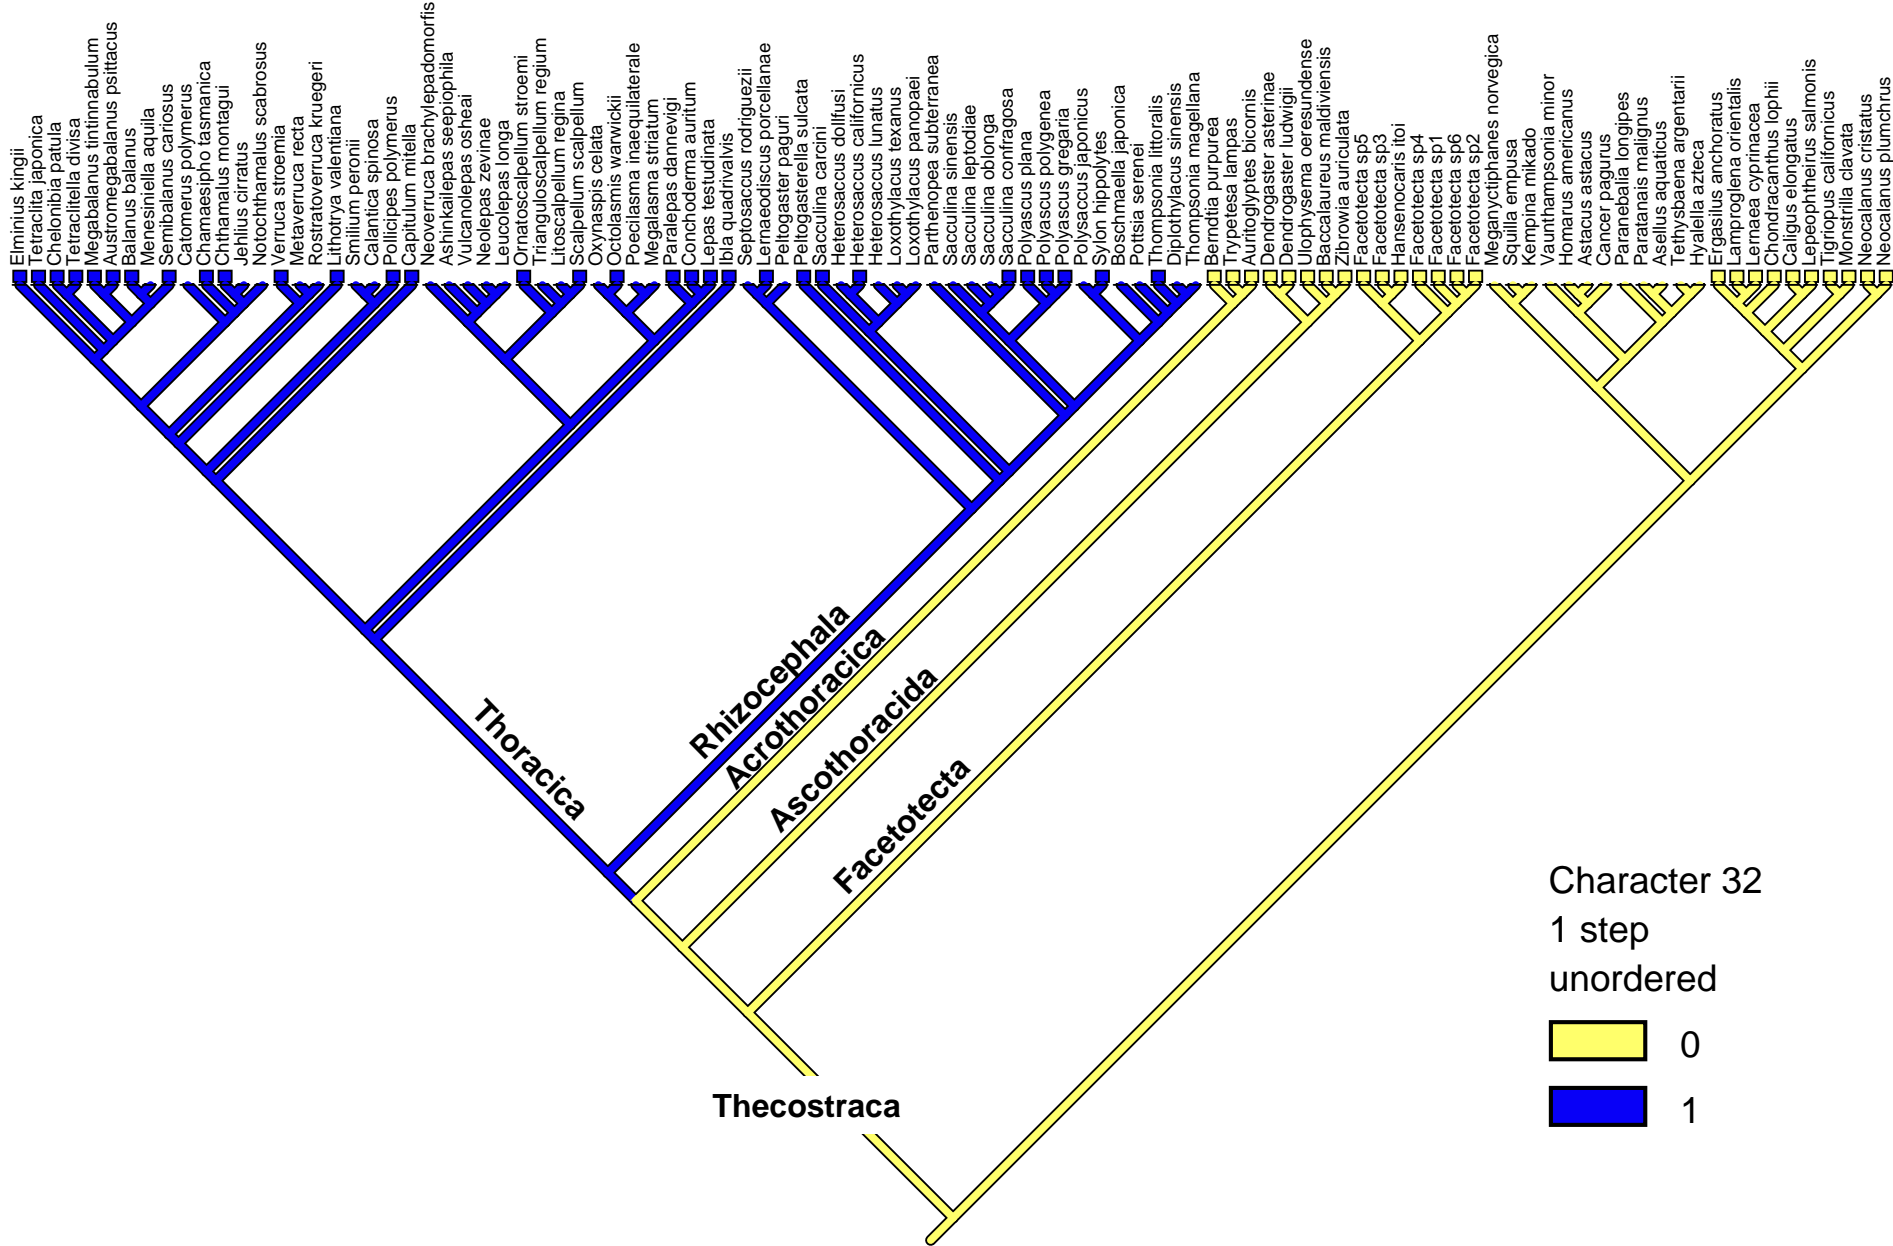 Elminius kingii
Tetraclita japonica
Chelonibia patula
Tetraclitella divisa
Megabalanus tintinnabulum
Austromegabalanus psittacus
Balanus balanus
Menesiniella aquila
Semibalanus cariosus
Catomerus polymerus
Chamaesipho tasmanica
Chthamalus montagui
Jehlius cirratus
Notochthamalus scabrosus
Verruca stroemia
Metaverruca recta
Rostratoverruca kruegeri
Lithotrya valentiana
Smilium peronii
Calantica spinosa
Pollicipes polymerus
Capitulum mitella
Neoverruca brachylepadomorfis
Ashinkailepas seepiophila
Vulcanolepas osheai
Neolepas zevinae
Leucolepas longa
Ornatoscalpellum stroemi
Trianguloscalpellum regium
Litoscalpellum regina
Scalpellum scalpellum
Oxynaspis celata
Octolasmis warwickii
Poecilasma inaequilaterale
Megalasma striatum
Paralepas dannevigi
Conchoderma auritum
Lepas testudinata
Ibla quadrivalvis
Septosaccus rodriguezii
Lernaeodiscus porcellanae
Peltogaster paguri
Peltogasterella sulcata
Sacculina carcini
Heterosaccus dollfusi
Heterosaccus californicus
Heterosaccus lunatus
Loxothylacus texanus
Loxothylacus panopaei
Parthenopea subterranea
Sacculina sinensis
Sacculina leptodiae
Sacculina oblonga
Sacculina confragosa
Polyascus plana
Polyascus polygenea
Polyascus gregaria
Polysaccus japonicus
Sylon hippolytes
Boschmaella japonica
Pottsia serenei
Thompsonia littoralis
Diplothylacus sinensis
Thompsonia magellana
Berndtia purpurea
Trypetesa lampas
Auritoglyptes bicornis
Dendrogaster asterinae
Dendrogaster ludwigii
Ulophysema oeresundense
Baccalaureus maldiviensis
Zibrowia auriculata
Facetotecta sp5
Facetotecta sp3
Hansenocaris itoi
Facetotecta sp4
Facetotecta sp1
Facetotecta sp6
Facetotecta sp2
Meganyctiphanes norvegica
Squilla empusa
Kempina mikado
Vaunthampsonia minor
Homarus americanus
Astacus astacus
Cancer pagurus
Paranebalia longipes
Paratanais malignus
Asellus aquaticus
Tethysbaena argentarii
Hyalella azteca
Ergasilus anchoratus
Lamproglena orientalis
Lernaea cyprinacea
Chondracanthus lophii
Caligus elongatus
Lepeophtheirus salmonis
Tigriopus californicus
Monstrilla clavata
Neocalanus cristatus
Neocalanus plumchrus
Thoracica
Rhizocephala
Acrothoracica
Ascothoracida
Facetotecta
Thecostraca
Character 32
1 step
unordered
0
1